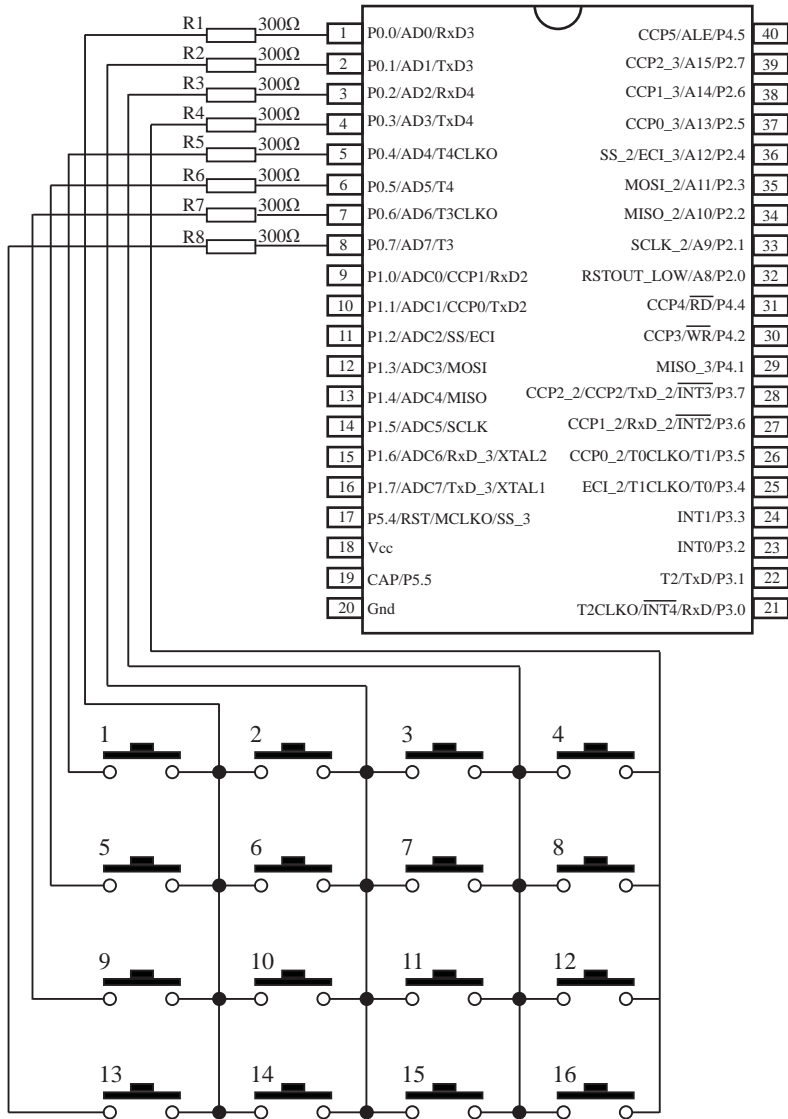 R1 300Ω 1 P0.0/AD0/RxD3 CCP5/ALE/P4.5 40
R2 300Ω 2 P0.1/AD1/TxD3 CCP2_3/A15/P2.7 39
R3 300Ω 3 P0.2/AD2/RxD4 CCP1_3/A14/P2.6 38
R4 300Ω 4 P0.3/AD3/TxD4 CCP0_3/A13/P2.5 37
R5 300Ω 5 P0.4/AD4/T4CLKO SS_2/ECI_3/A12/P2.4 36
R6 300Ω 6 P0.5/AD5/T4 MOSI_2/A11/P2.3 35
R7 300Ω 7 P0.6/AD6/T3CLKO MISO_2/A10/P2.2 34
R8 300Ω 8 P0.7/AD7/T3 SCLK_2/A9/P2.1 33
9 P1.0/ADC0/CCP1/RxD2 RSTOUT_LOW/A8/P2.0 32
10 P1.1/ADC1/CCP0/TxD2 CCP4/R̅D̅/P4.4 31
11 P1.2/ADC2/SS/ECI CCP3/W̅R̅/P4.2 30
12 P1.3/ADC3/MOSI MISO_3/P4.1 29
13 P1.4/ADC4/MISO CCP2_2/CCP2/TxD_2/I̅N̅T̅3̅/P3.7 28
14 P1.5/ADC5/SCLK CCP1_2/RxD_2/I̅N̅T̅2̅/P3.6 27
15 P1.6/ADC6/RxD_3/XTAL2 CCP0_2/T0CLKO/T1/P3.5 26
16 P1.7/ADC7/TxD_3/XTAL1 ECI_2/T1CLKO/T0/P3.4 25
17 P5.4/RST/MCLKO/SS_3 INT1/P3.3 24
18 Vcc INT0/P3.2 23
19 CAP/P5.5 T2/TxD/P3.1 22
20 Gnd T2CLKO/I̅N̅T̅4̅/RxD/P3.0 21
1 2 3 4
5 6 7 8
9 10 11 12
13 14 15 16